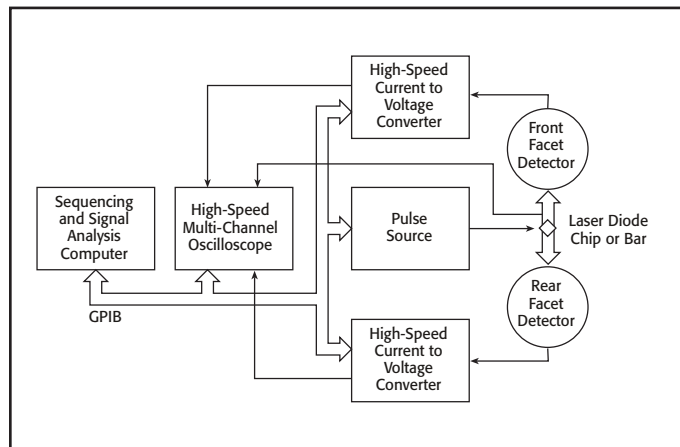 High-Speed
Current to
Voltage
Converter
Front
Facet
Detector
Sequencing
and Signal
Analysis
Computer
High-Speed
Multi-Channel
Oscilloscope
Pulse
Source
Laser Diode
Chip or Bar
GPIB
High-Speed
Current to
Voltage
Converter
Rear
Facet
Detector